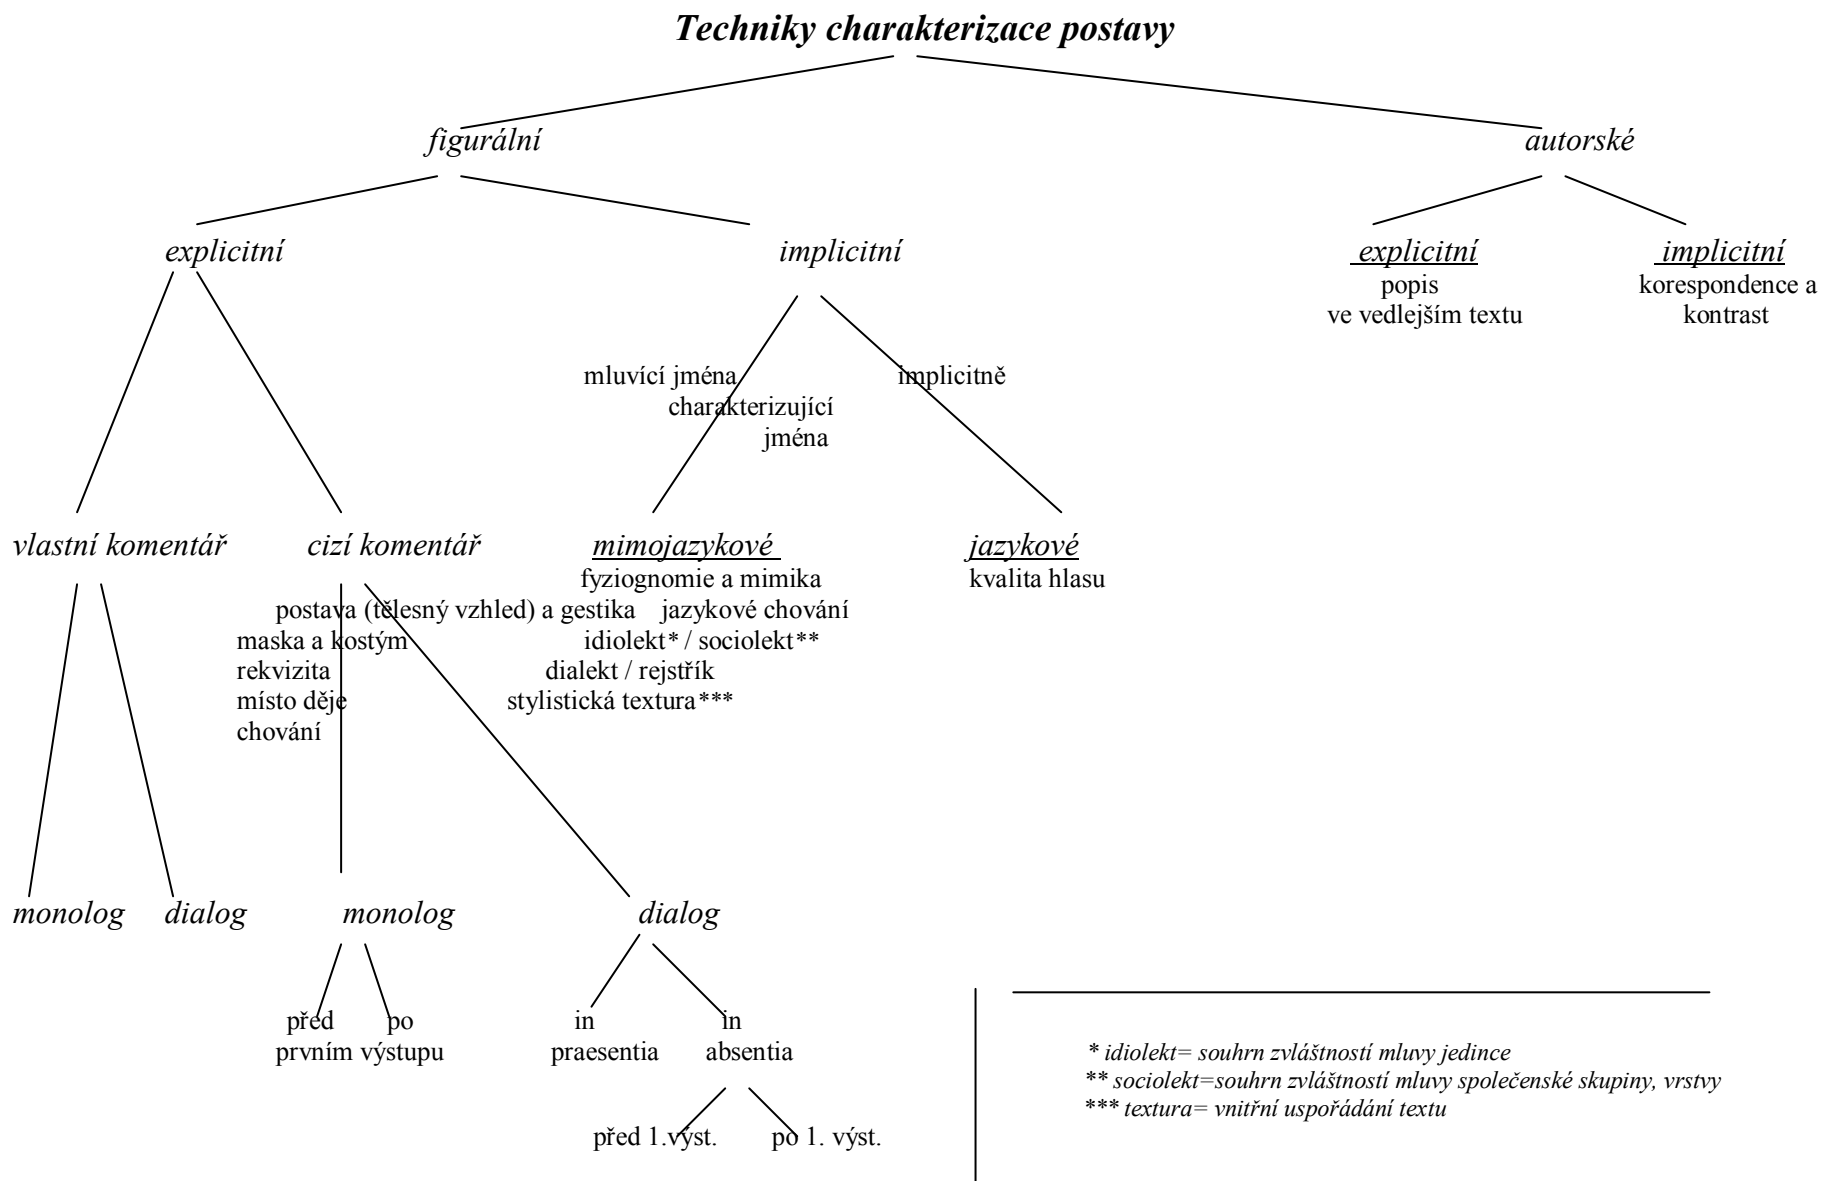 Techniky charakterizace postavy
figurální autorské
explicitní implicitní explicitní implicitní
popis korespondence a
ve vedlejším textu kontrast
mluvící jména implicitně
charakterizující
jména
vlastní komentář cizí komentář mimojazykové jazykové
fyziognomie a mimika kvalita hlasu
postava (tělesný vzhled) a gestika jazykové chování
maska a kostým idiolekt* / sociolekt**
rekvizita dialekt / rejstřík
místo děje stylistická textura***
chování
monolog dialog monolog dialog
před po in in
prvním výstupu praesentia absentia
* idiolekt= souhrn zvláštností mluvy jedince
** sociolekt=souhrn zvláštností mluvy společenské skupiny, vrstvy
*** textura= vnitřní uspořádání textu
před 1.výst. po 1. výst.